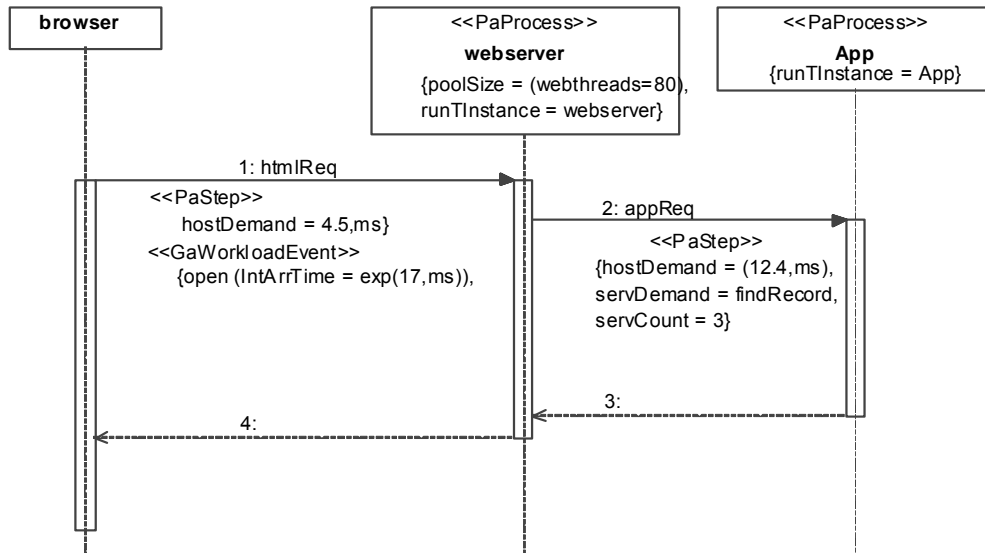 browser
<<PaProcess>>
webserver
{poolSize = (webthreads=80),
runTInstance = webserver}
<<PaProcess>>
App
{runTInstance = App}
1: htmlReq
<<PaStep>>
hostDemand = 4.5,ms}
<<GaWorkloadEvent>>
{open (IntArrTime = exp(17,ms)),
2: appReq
<<PaStep>>
{hostDemand = (12.4,ms),
servDemand = findRecord,
servCount = 3}
3:
4: